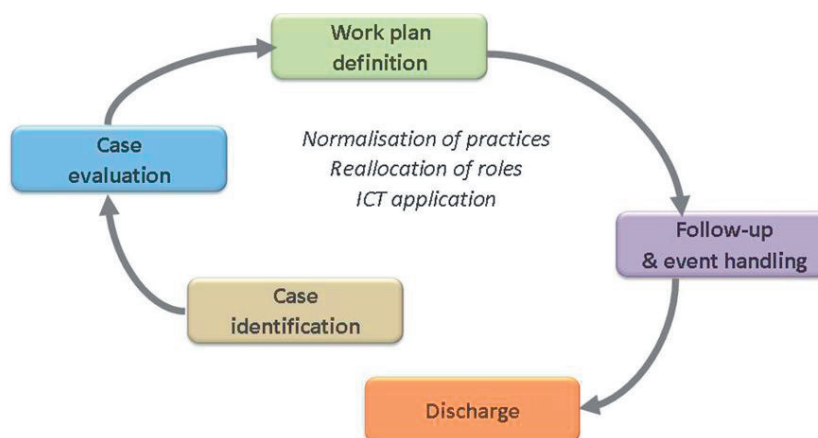 Work plan
definition
Case
evaluation
Normalisation of practices
Reallocation of roles
ICT application
Follow-up
& event handling
Case
identification
Discharge